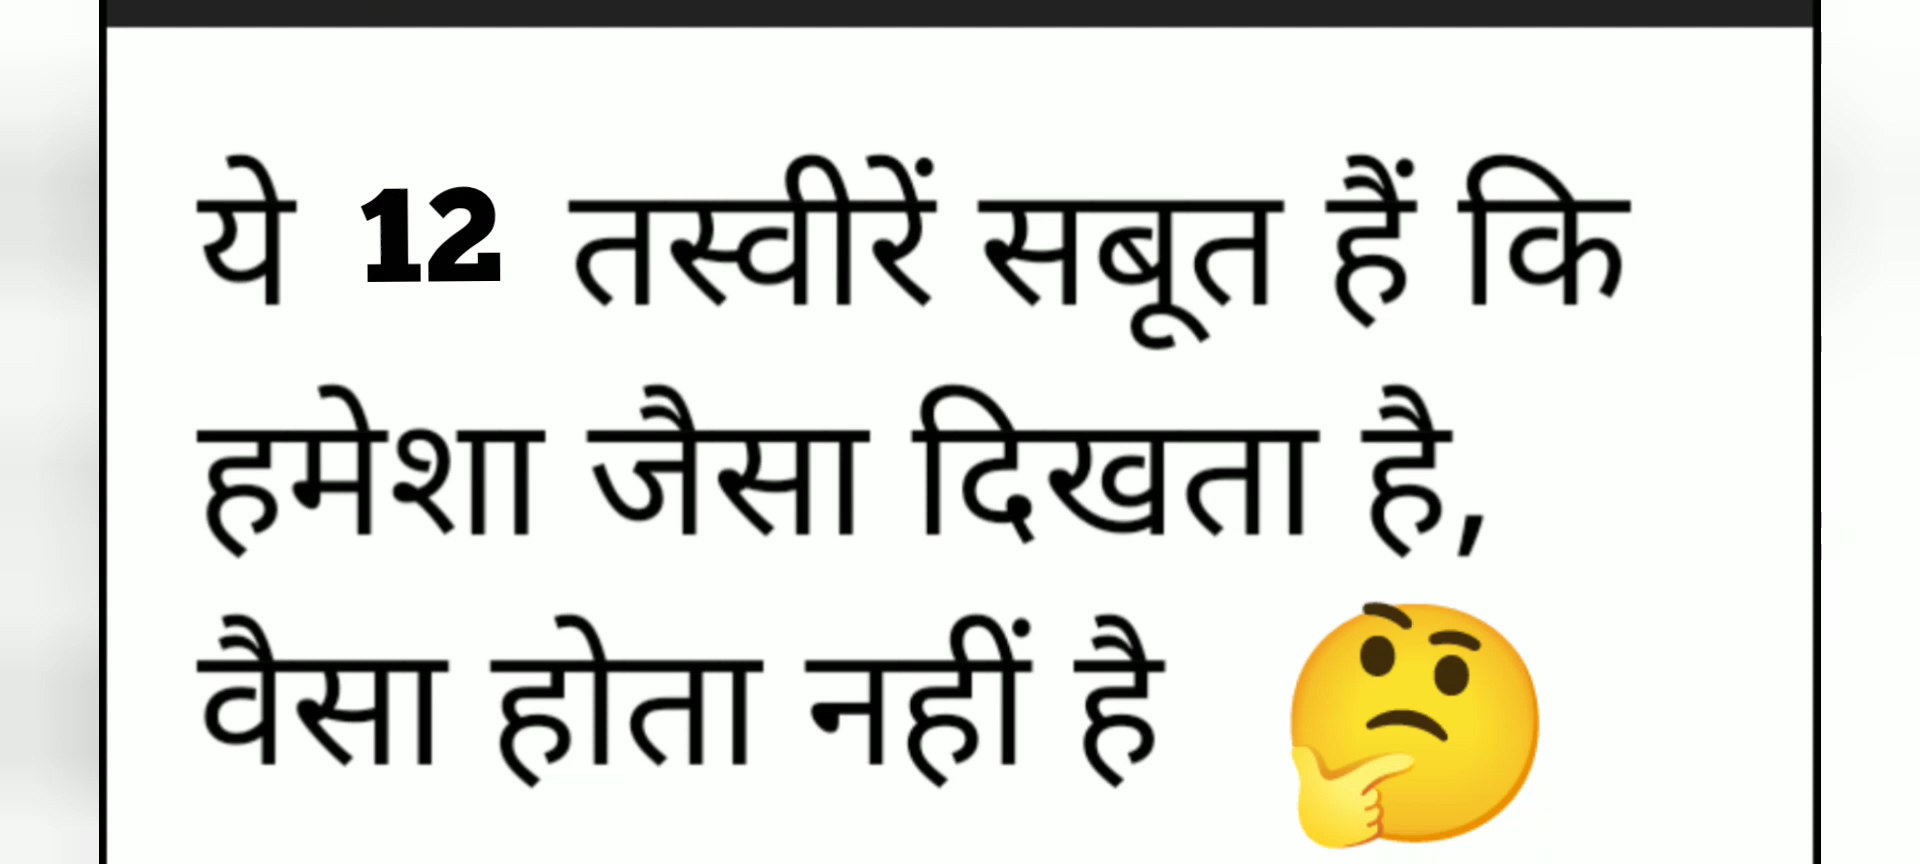 ये 12 तस्वीरें सबूत हैं कि
हमेशा जैसा दिखता है,
वैसा होता नहीं है 🤔